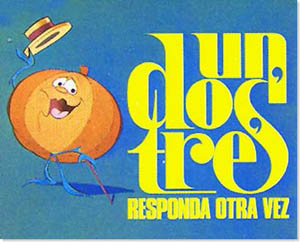 un,
dos,
tres
RESPONDA OTRA VEZ